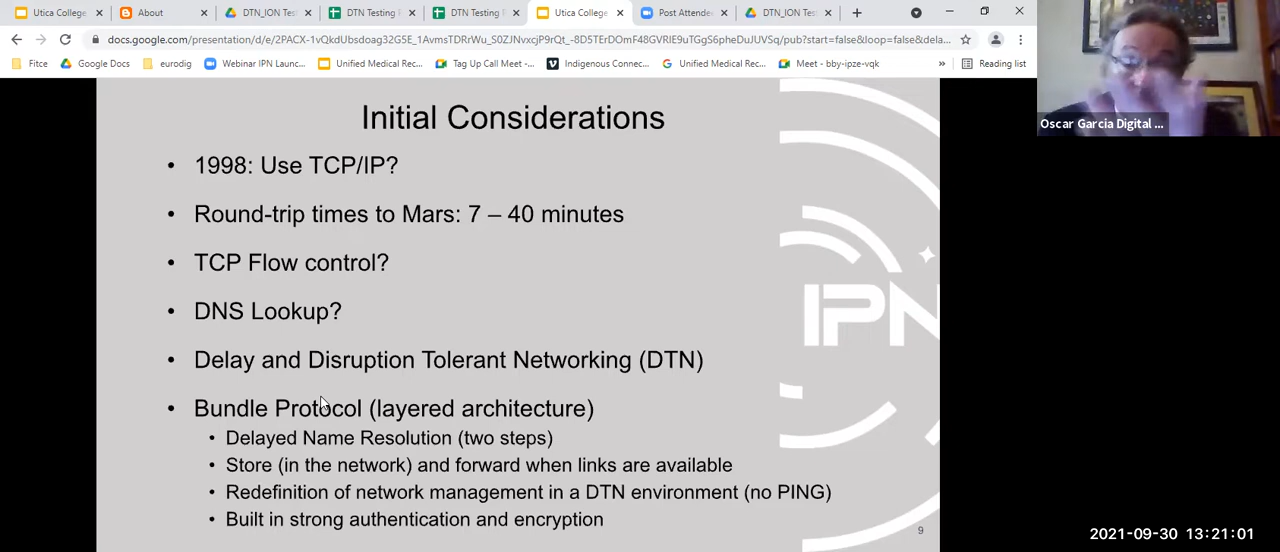 Utica College
About
DTN_ION Tes
DTN Testing
DTN Testing
Utica College
Post Attende
DTN_ION Tes
docs.google.com/presentation/d/e/2PACX-1vQkdUbsdoag32G5E_1AvmsTDRrWu_S0ZJNvxcjP9rQt_-8D5TErDOmF48GVRIE9uTGgS6pheDuJUVSq/pub?start=false&loop=false&dela...
Fitce
Google Docs
eurodig
Webinar IPN Launc...
Unified Medical Rec...
Tag Up Call Meet -...
Indigenous Connec...
Unified Medical Rec...
Meet - bby-ipze-vqk
»
Reading list
Oscar Garcia Digital ...
Initial Considerations
• 1998: Use TCP/IP?
• Round-trip times to Mars: 7 – 40 minutes
• TCP Flow control?
• DNS Lookup?
• Delay and Disruption Tolerant Networking (DTN)
• Bundle Protocol (layered architecture)
• Delayed Name Resolution (two steps)
• Store (in the network) and forward when links are available
• Redefinition of network management in a DTN environment (no PING)
• Built in strong authentication and encryption
IPN
9
2021-09-30 13:21:01